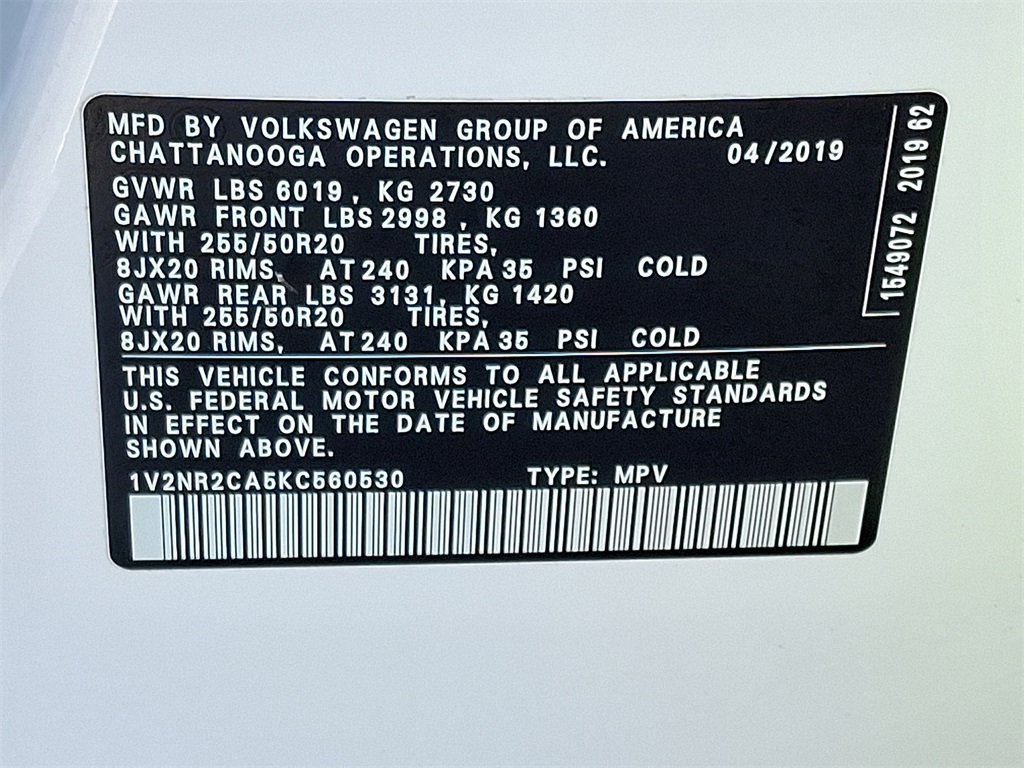 MFD BY VOLKSWAGEN GROUP OF AMERICA
CHATTANOOGA OPERATIONS, LLC. 04/2019
GVWR LBS 6019, KG 2730
GAWR FRONT LBS 2998, KG 1360
WITH 255/50R20 TIRES,
8JX20 RIMS, AT 240 KPA 35 PSI COLD
GAWR REAR LBS 3131, KG 1420
WITH 255/50R20 TIRES,
8JX20 RIMS, AT 240 KPA 35 PSI COLD
THIS VEHICLE CONFORMS TO ALL APPLICABLE
U.S. FEDERAL MOTOR VEHICLE SAFETY STANDARDS
IN EFFECT ON THE DATE OF MANUFACTURE
SHOWN ABOVE.
1V2NR2CA5KC560530 TYPE: MPV
1549072 2019 62